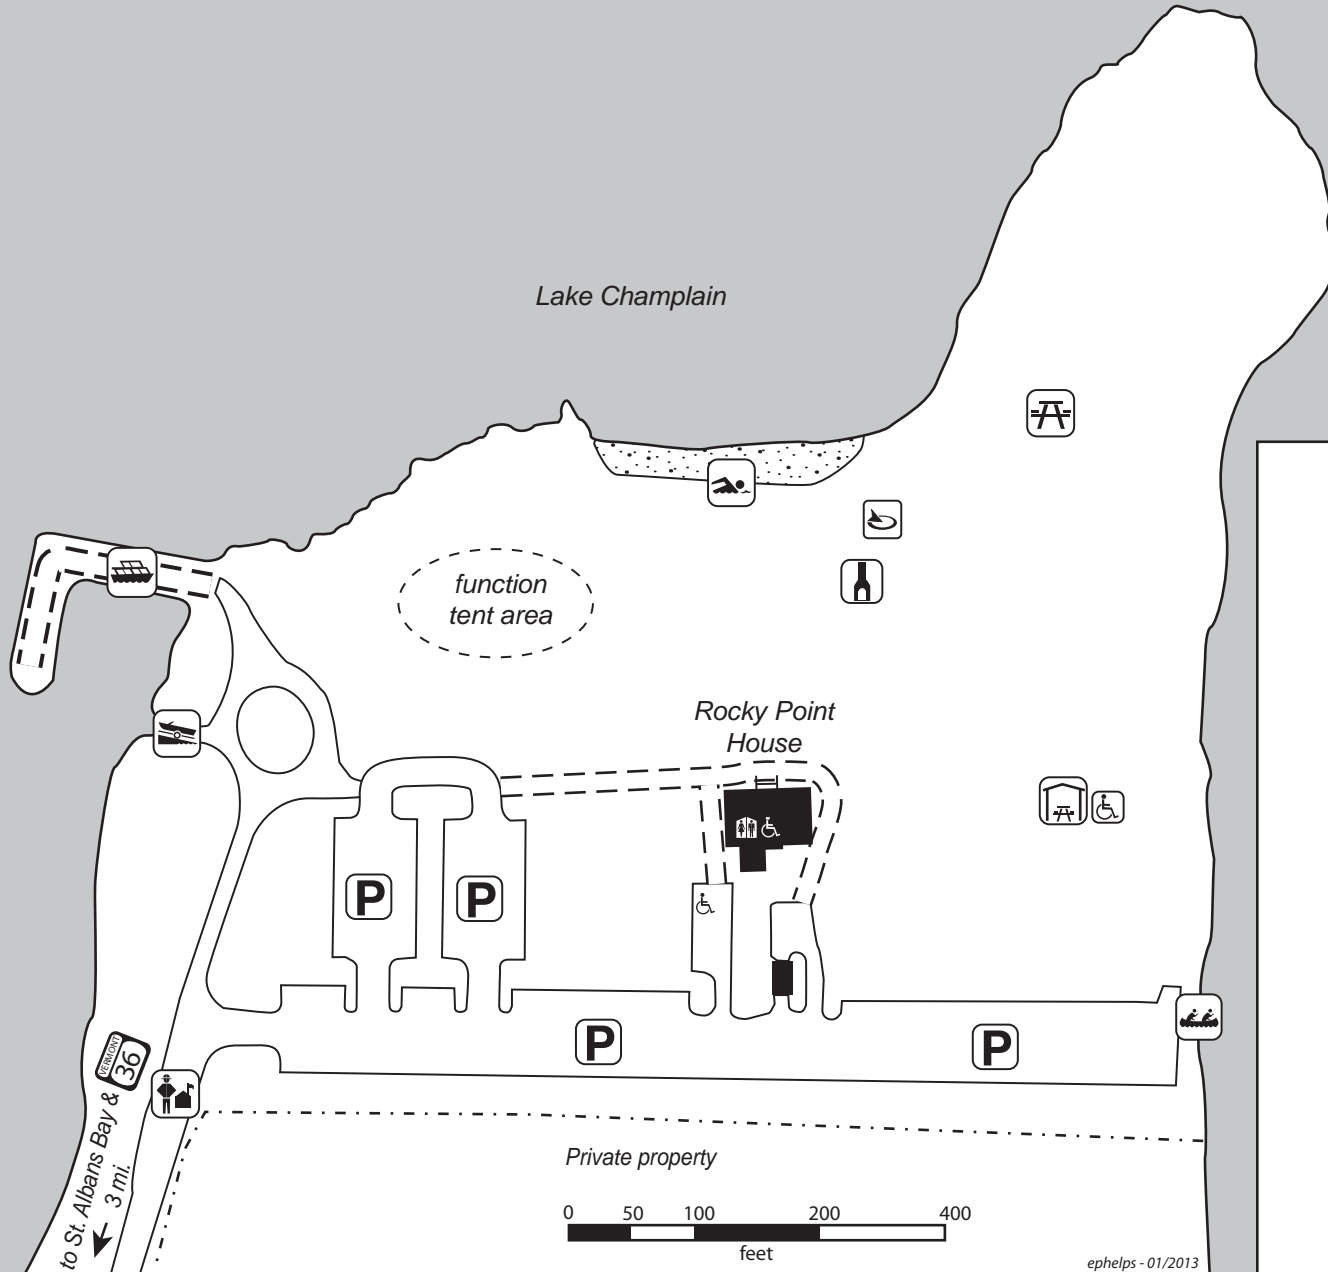 Lake Champlain
function
tent area
Rocky Point
House
P
P
P
P
VERMONT
36
to St. Albans Bay &
3 mi.
Private property
0 50 100 200 400
feet
ephelps - 01/2013